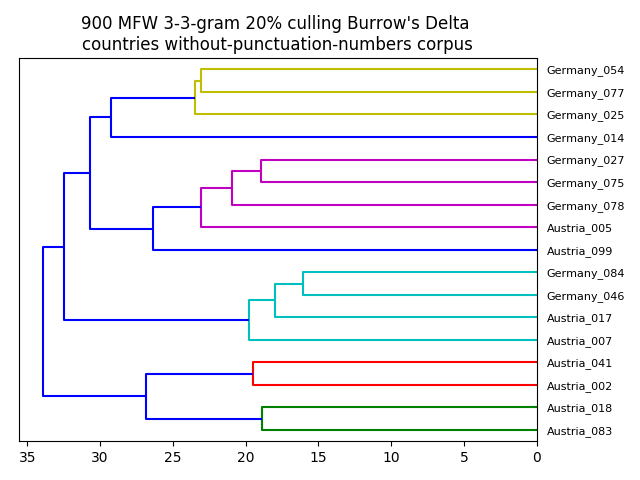 900 MFW 3-3-gram 20% culling Burrow's Delta
countries without-punctuation-numbers corpus
Germany_054
Germany_077
Germany_025
Germany_014
Germany_027
Germany_075
Germany_078
Austria_005
Austria_099
Germany_084
Germany_046
Austria_017
Austria_007
Austria_041
Austria_002
Austria_018
Austria_083
35 30 25 20 15 10 5 0